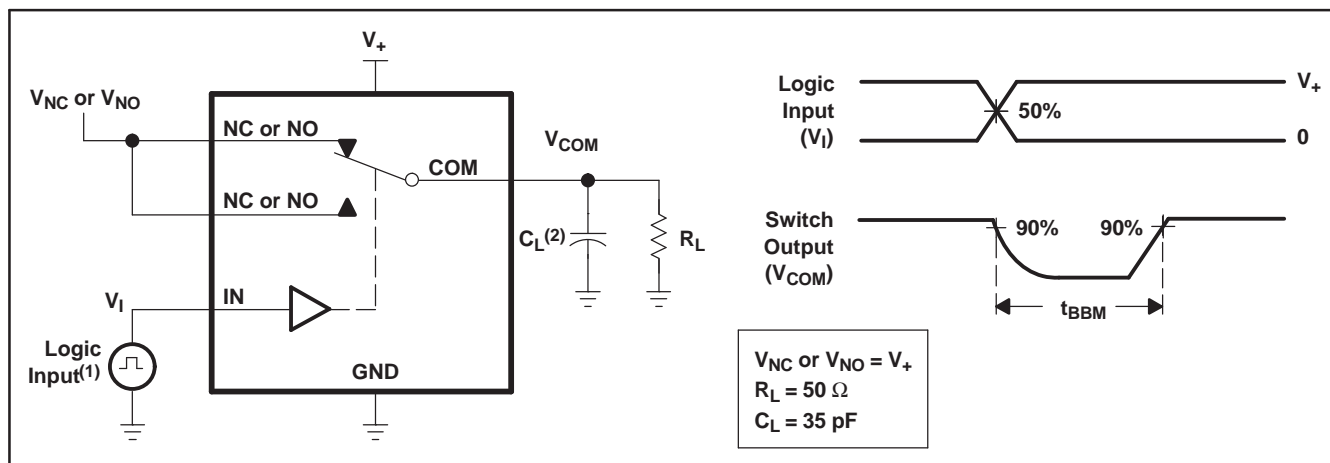 V+
VNC or VNO
NC or NO
VCOM
COM
NC or NO
CL(2)
RL
VI
IN
Logic
Input(1)
GND
Logic
Input
(VI)
50%
V+
0
Switch
Output
(VCOM)
90%
90%
tBBM
VNC or VNO = V+
RL = 50 Ω
CL = 35 pF